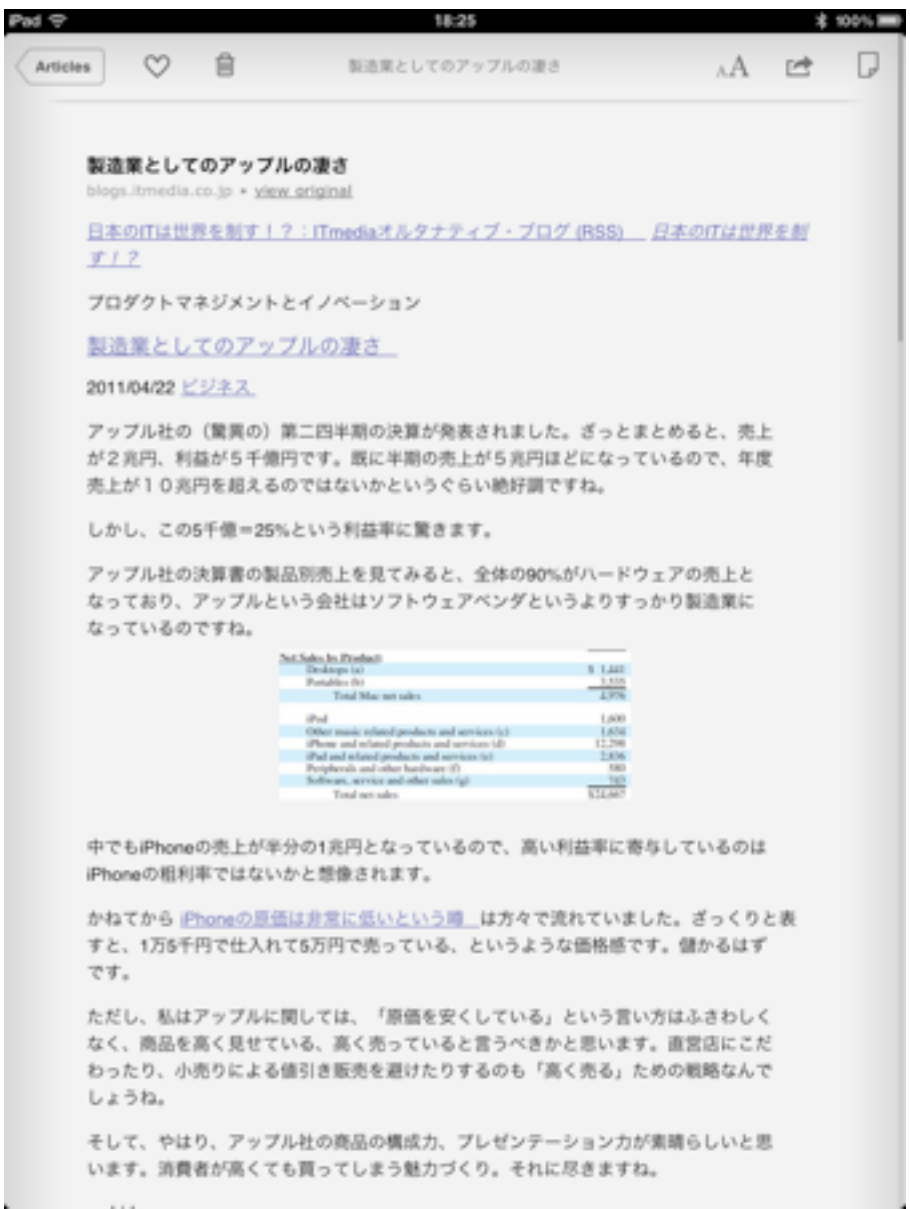 iPad 18:25 100%
Articles 製造業としてのアップルの凄さ AA
製造業としてのアップルの凄さ
blogs.itmedia.co.jp • view original
日本のITは世界を制す！？：ITmediaオルタナティブ・ブログ (RSS) 日本のITは世界を制
す！？
プロダクトマネジメントとイノベーション
製造業としてのアップルの凄さ
2011/04/22 ビジネス
アップル社の（驚異の）第二四半期の決算が発表されました。ざっとまとめると、売上
が２兆円、利益が５千億円です。既に半期の売上が５兆円ほどになっているので、年度
売上が１０兆円を超えるのではないかというぐらい絶好調ですね。
しかし、この5千億＝25%という利益率に驚きます。
アップル社の決算書の製品別売上を見てみると、全体の90%がハードウェアの売上と
なっており、アップルという会社はソフトウェアベンダというよりすっかり製造業に
なっているのですね。
Net Sales by Product:
Desktops (a) $ 1,441
Portables (b) 3,535
Total Mac net sales 4,976
iPod 1,600
Other music related products and services (c) 1,634
iPhone and related products and services (d) 12,298
iPad and related products and services (e) 2,836
Peripherals and other hardware (f) 580
Software, service and other sales (g) 743
Total net sales $24,667
中でもiPhoneの売上が半分の1兆円となっているので、高い利益率に寄与しているのは
iPhoneの粗利率ではないかと想像されます。
かねてから iPhoneの原価は非常に低いという噂 は方々で流れていました。ざっくりと表
すと、1万5千円で仕入れて5万円で売っている、というような価格感です。儲かるはず
です。
ただし、私はアップルに関しては、「原価を安くしている」という言い方はふさわしく
なく、商品を高く見せている、高く売っていると言うべきかと思います。直営店にこだ
わったり、小売りによる値引き販売を避けたりするのも「高く売る」ための戦略なんで
しょうね。
そして、やはり、アップル社の商品の構成力、プレゼンテーション力が素晴らしいと思
います。消費者が高くても買ってしまう魅力づくり。それに尽きますね。